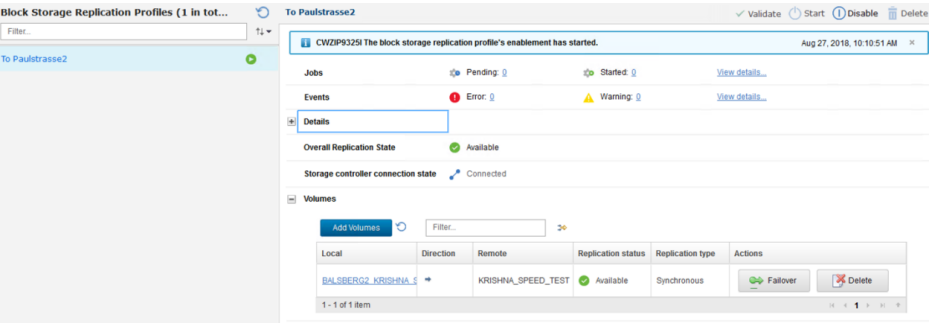 Block Storage Replication Profiles (1 in tot...
Filter...
To Paulstrasse2
To Paulstrasse2
Validate Start Disable Delete
CWZIP9325I The block storage replication profile's enablement has started. Aug 27, 2018, 10:10:51 AM ×
Jobs Pending: 0 Started: 0 View details...
Events Error: 0 Warning: 0 View details...
Details
Overall Replication State Available
Storage controller connection state Connected
Volumes
Add Volumes Filter...
Local Direction Remote Replication status Replication type Actions
BALSBERG2_KRISHNA_S KRISHNA_SPEED_TEST Available Synchronous Failover Delete
1 - 1 of 1 item 1